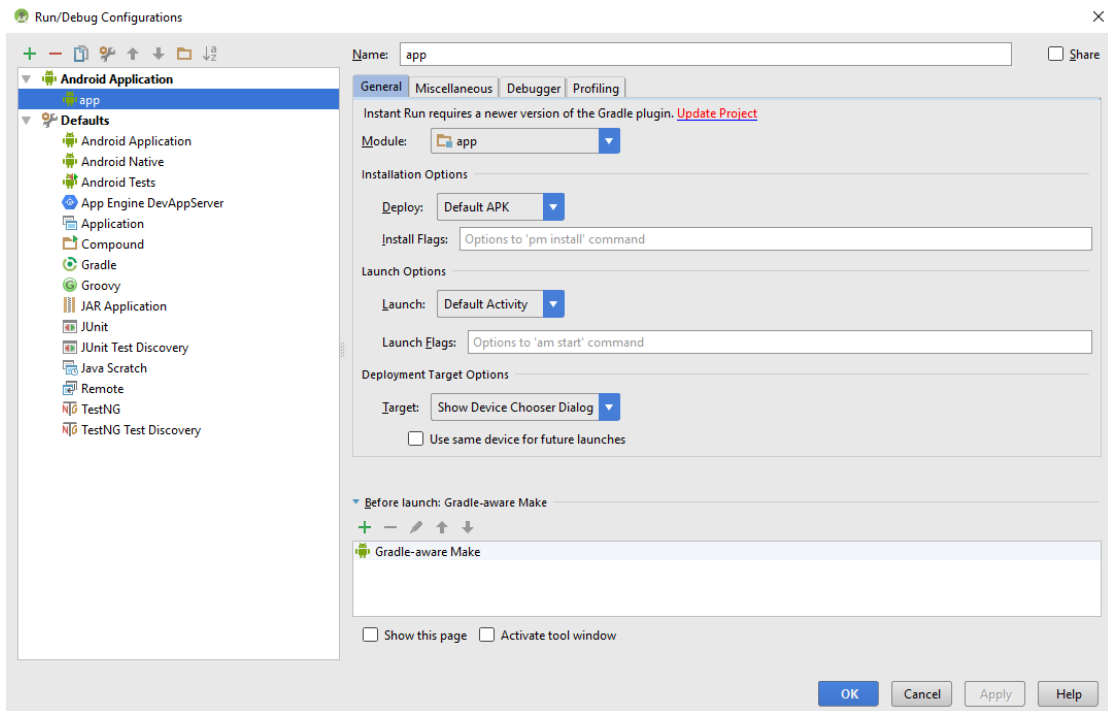 Run/Debug Configurations
Name: app Share
Android Application
app
Defaults
Android Application
Android Native
Android Tests
App Engine DevAppServer
Application
Compound
Gradle
Groovy
JAR Application
JUnit
JUnit Test Discovery
Java Scratch
Remote
TestNG
TestNG Test Discovery
General Miscellaneous Debugger Profiling
Instant Run requires a newer version of the Gradle plugin. Update Project
Module: app
Installation Options
Deploy: Default APK
Install Flags: Options to 'pm install' command
Launch Options
Launch: Default Activity
Launch Flags: Options to 'am start' command
Deployment Target Options
Target: Show Device Chooser Dialog
Use same device for future launches
Before launch: Gradle-aware Make
Gradle-aware Make
Show this page Activate tool window
OK Cancel Apply Help